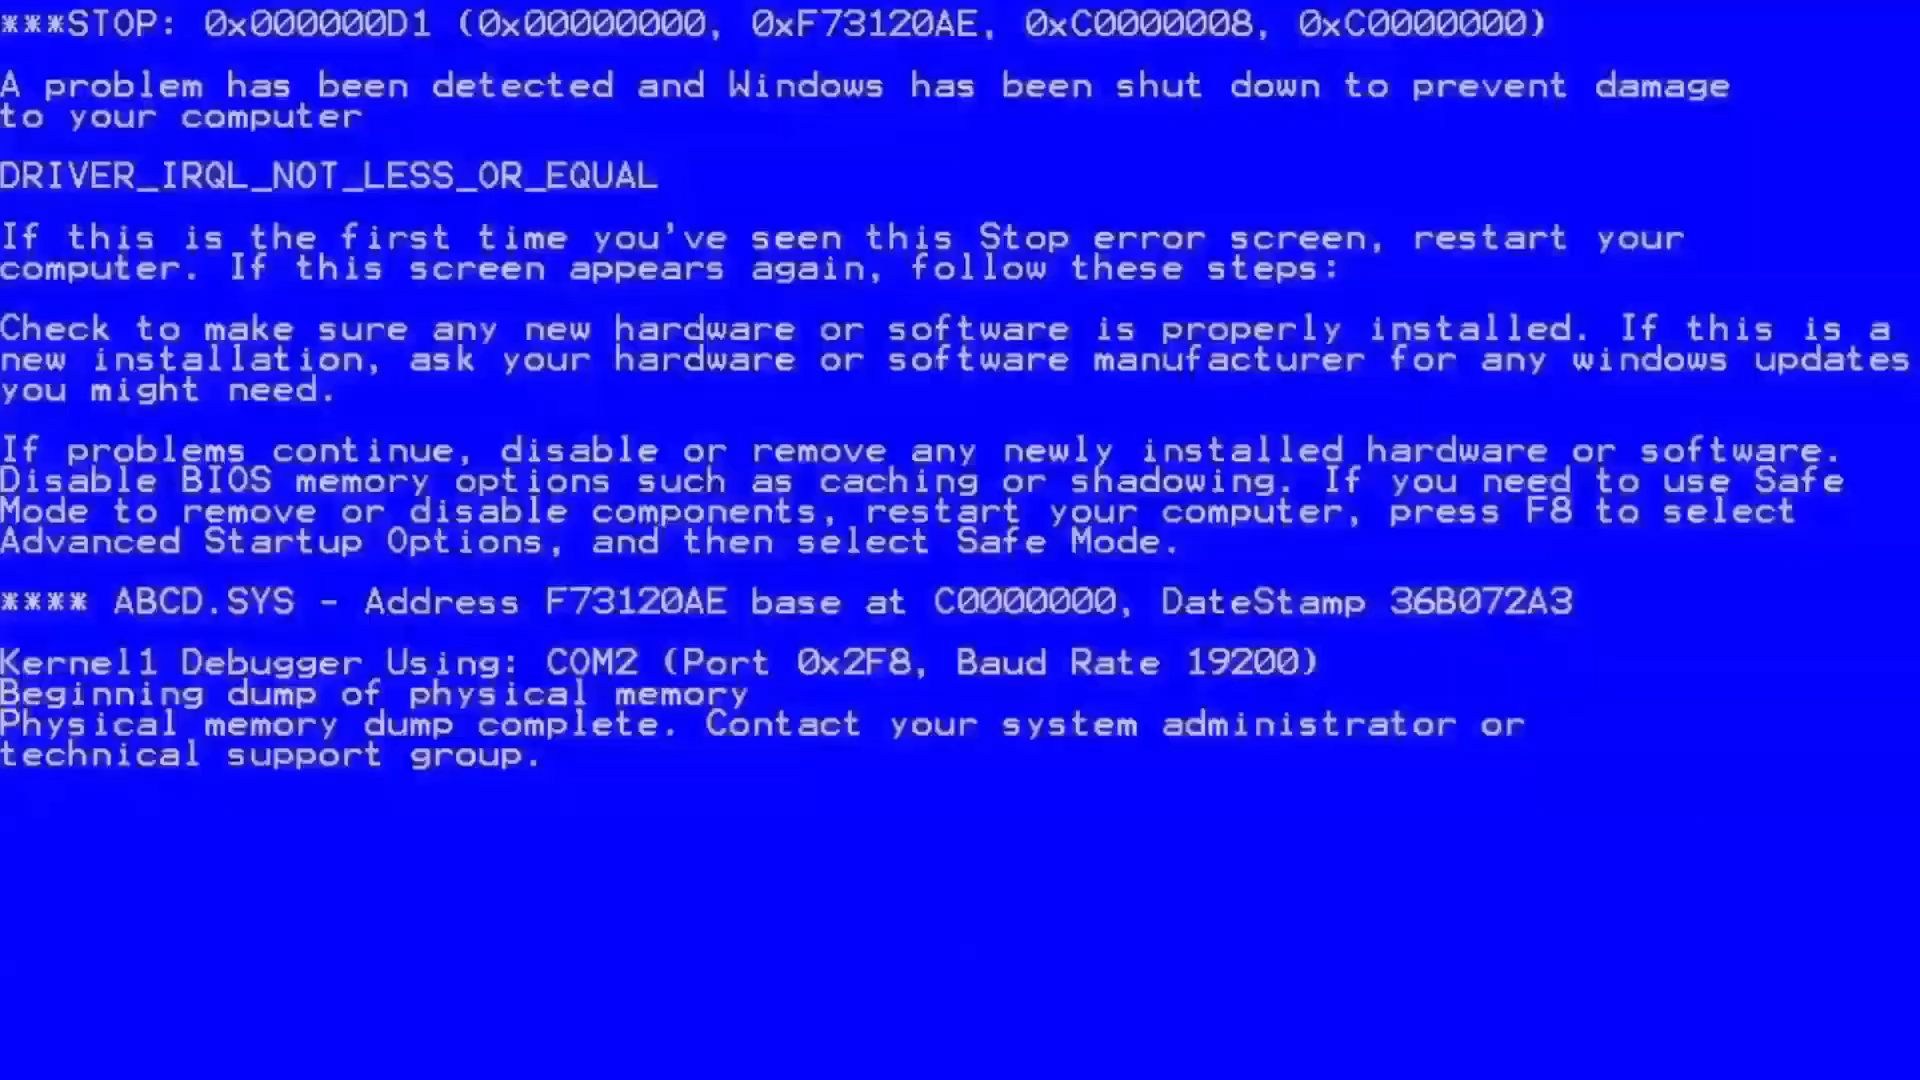 ***STOP: 0x000000D1 (0x00000000, 0xF73120AE, 0xC0000008, 0xC0000000)
A problem has been detected and Windows has been shut down to prevent damage
to your computer
DRIVER_IRQL_NOT_LESS_OR_EQUAL
If this is the first time you've seen this Stop error screen, restart your
computer. If this screen appears again, follow these steps:
Check to make sure any new hardware or software is properly installed. If this is a
new installation, ask your hardware or software manufacturer for any windows updates
you might need.
If problems continue, disable or remove any newly installed hardware or software.
Disable BIOS memory options such as caching or shadowing. If you need to use Safe
Mode to remove or disable components, restart your computer, press F8 to select
Advanced Startup Options, and then select Safe Mode.
**** ABCD.SYS - Address F73120AE base at C0000000, DateStamp 36B072A3
Kernel1 Debugger Using: COM2 (Port 0x2F8, Baud Rate 19200)
Beginning dump of physical memory
Physical memory dump complete. Contact your system administrator or
technical support group.